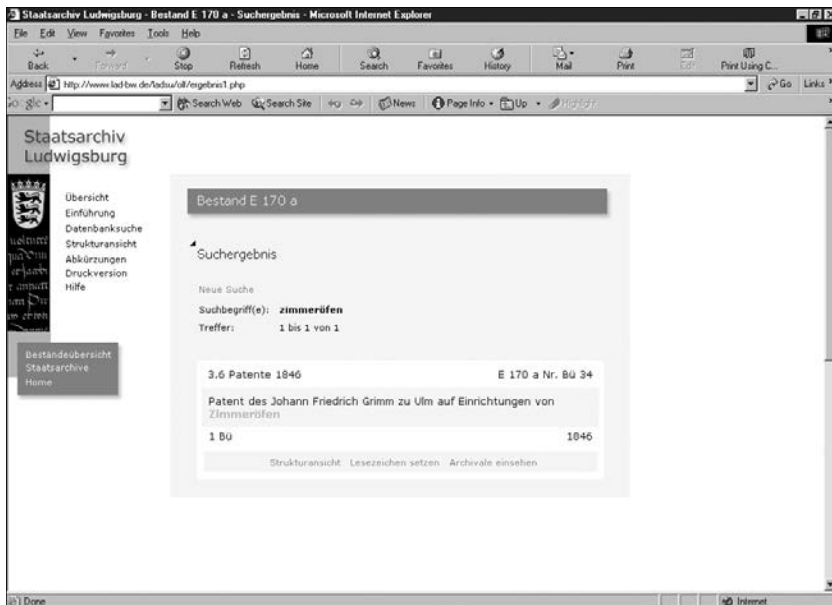 Staatsarchiv Ludwigsburg - Bestand E 170 a - Suchergebnis - Microsoft Internet Explorer
File Edit View Favorites Tools Help
Back Forward Stop Refresh Home Search Favorites History Mail Print Edit Print Using C...
Address http://www.lad-bw.de/ladsu/olf/ergebnis1.php Go Links
Search Web Search Site News Page Info Up Highlight
Staatsarchiv
Ludwigsburg
Übersicht
Einführung
Datenbanksuche
Strukturansicht
Abkürzungen
Druckversion
Hilfe
Beständeübersicht
Staatsarchive
Home
Bestand E 170 a
Suchergebnis
Neue Suche
Suchbegriff(e): zimmeröfen
Treffer: 1 bis 1 von 1
3.6 Patente 1846 E 170 a Nr. Bü 34
Patent des Johann Friedrich Grimm zu Ulm auf Einrichtungen von
Zimmeröfen
1 Bü 1846
Strukturansicht Lesezeichen setzen Archivale einsehen
Done Internet